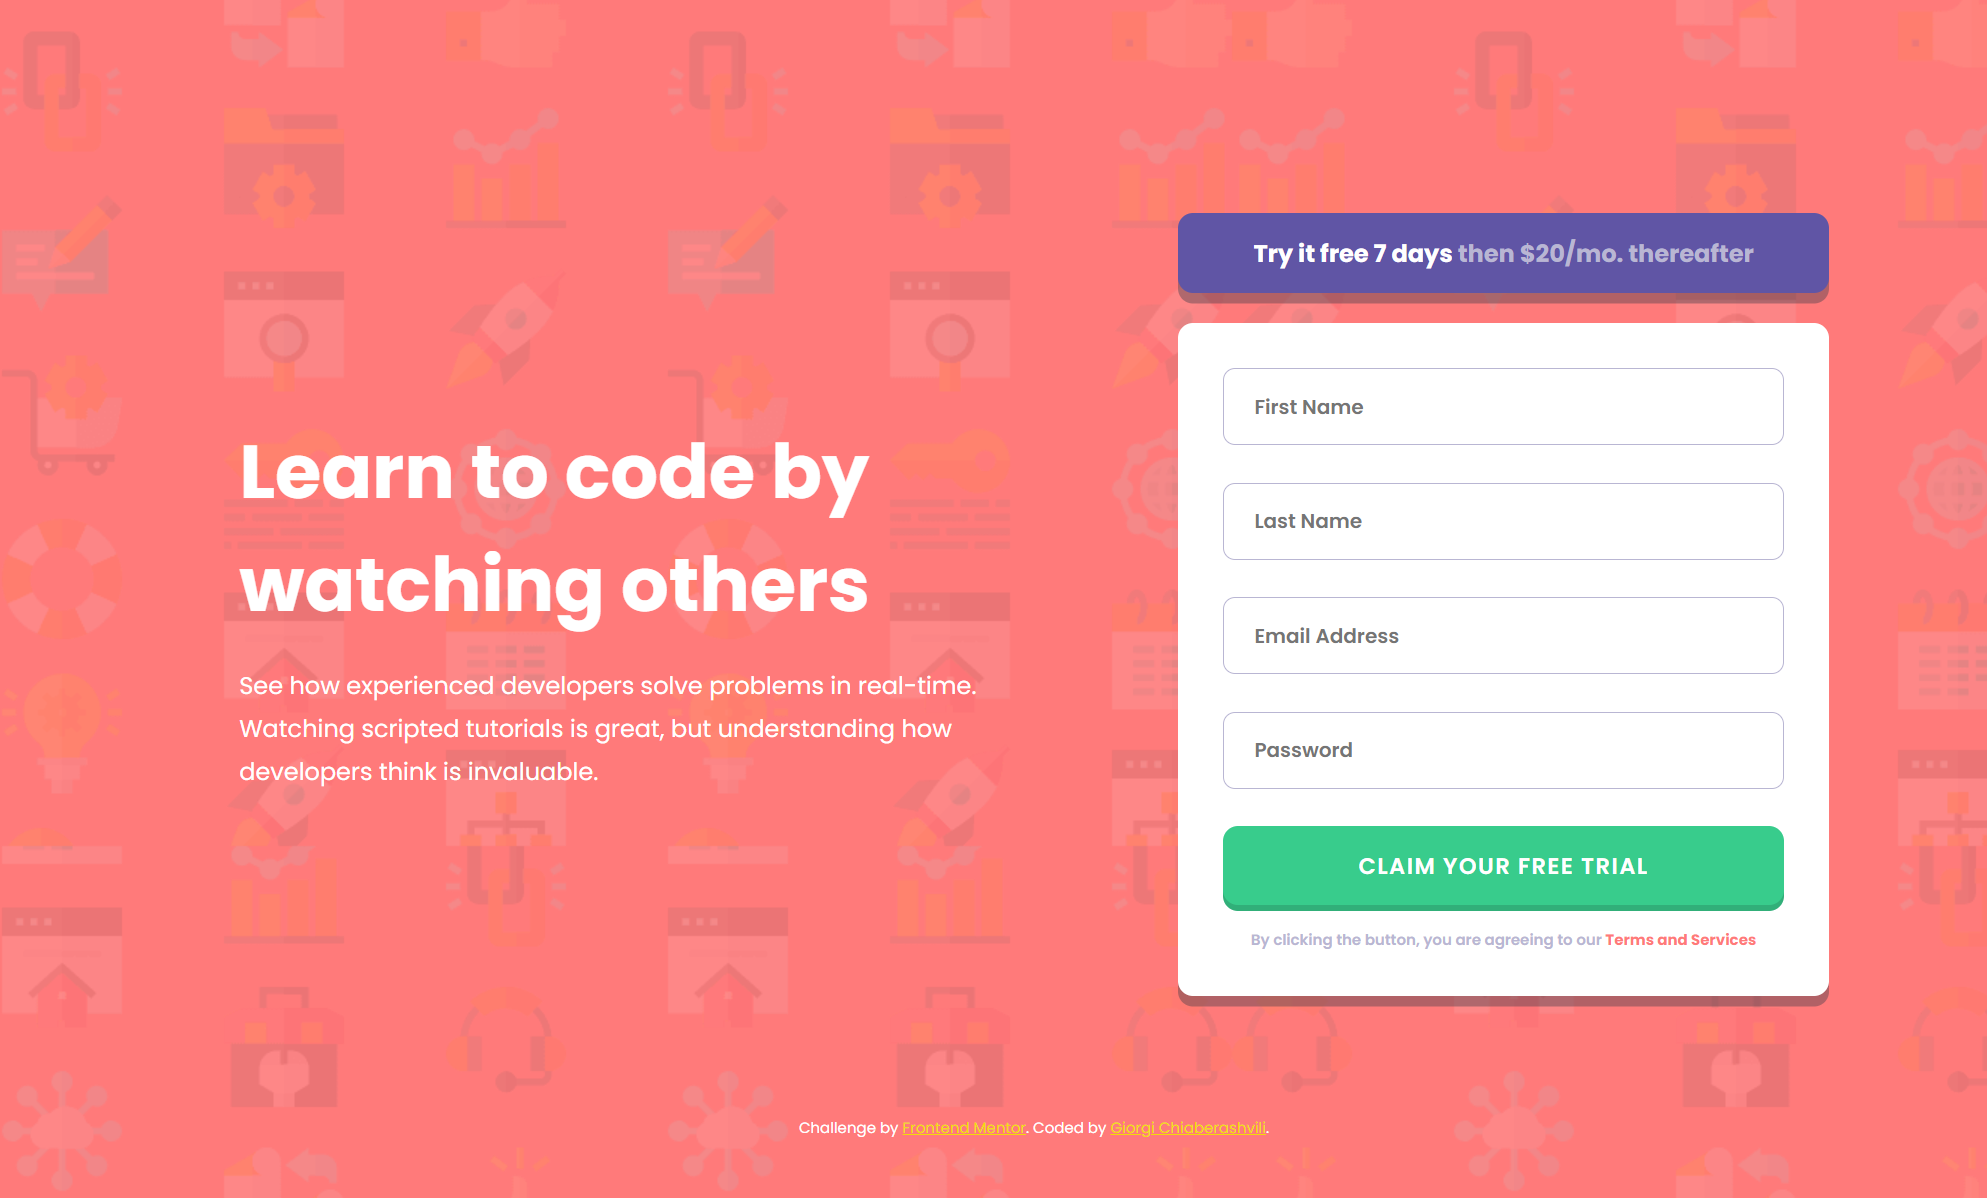 Learn to code by
watching others
See how experienced developers solve problems in real-time.
Watching scripted tutorials is great, but understanding how
developers think is invaluable.
Try it free 7 days then $20/mo. thereafter
First Name
Last Name
Email Address
Password
CLAIM YOUR FREE TRIAL
By clicking the button, you are agreeing to our Terms and Services
Challenge by Frontend Mentor. Coded by Giorgi Chiaberashvili.